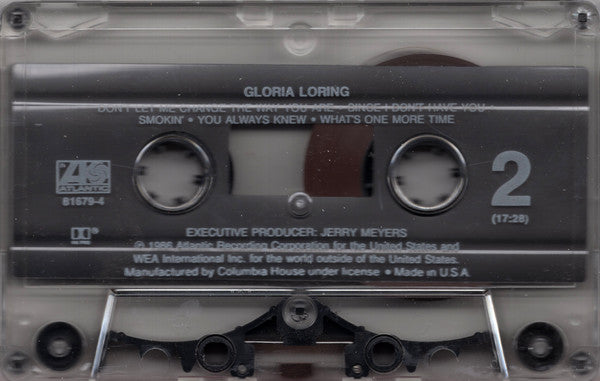 GLORIA LORING
DON'T LET ME CHANGE THE WAY YOU ARE • SINCE I DON'T HAVE YOU •
SMOKIN' • YOU ALWAYS KNEW • WHAT'S ONE MORE TIME
ATLANTIC
81679-4
2
(17:28)
EXECUTIVE PRODUCER: JERRY MEYERS
℗ 1986 Atlantic Recording Corporation for the United States and
WEA International Inc. for the world outside of the United States.
Manufactured by Columbia House under license • Made in U.S.A.